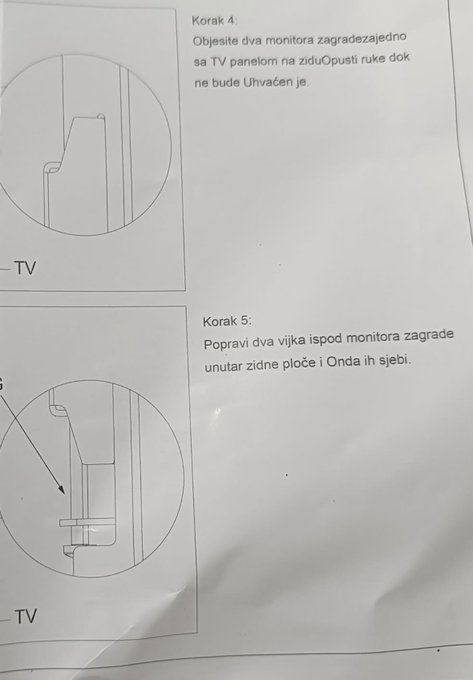 Korak 4:
Objesite dva monitora zagradezajedno
sa TV panelom na ziduOpusti ruke dok
ne bude Uhvaćen je.
TV
Korak 5:
Popravi dva vijka ispod monitora zagrade
unutar zidne ploče i Onda ih sjebi.
TV